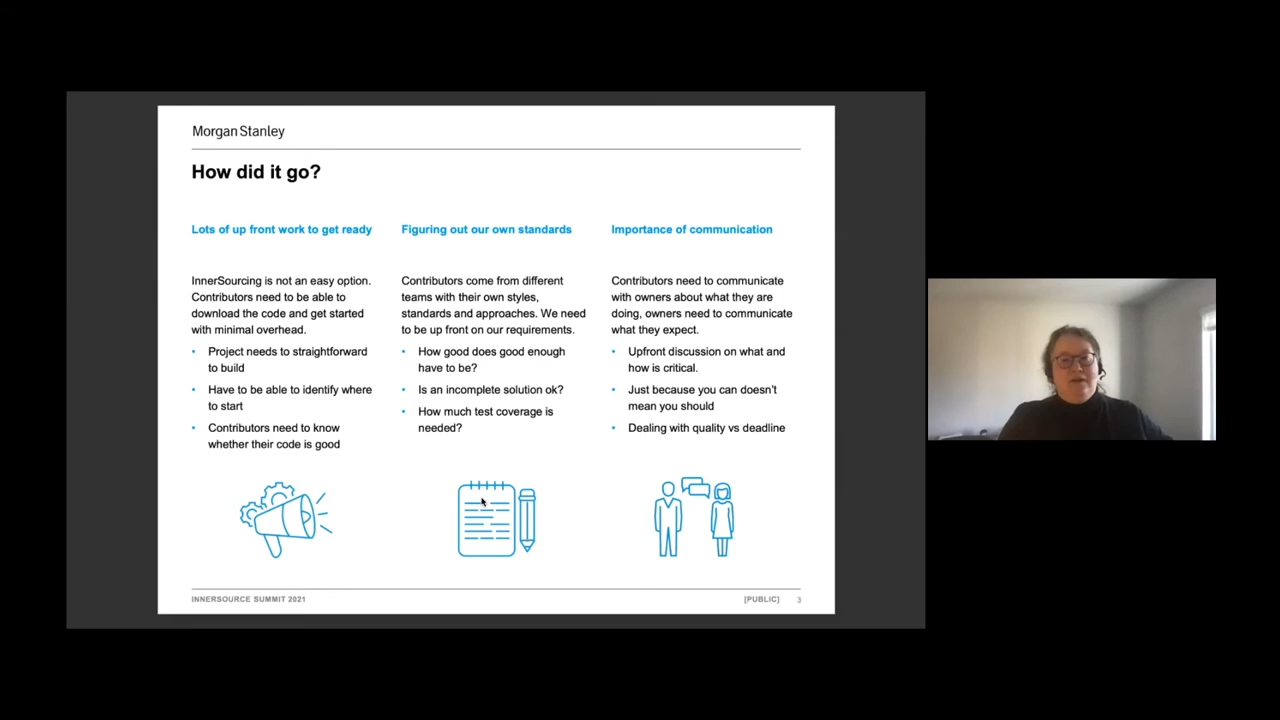 Morgan Stanley
How did it go?
Lots of up front work to get ready
InnerSourcing is not an easy option.
Contributors need to be able to
download the code and get started
with minimal overhead.
• Project needs to straightforward
to build
• Have to be able to identify where
to start
• Contributors need to know
whether their code is good
Figuring out our own standards
Contributors come from different
teams with their own styles,
standards and approaches. We need
to be up front on our requirements.
• How good does good enough
have to be?
• Is an incomplete solution ok?
• How much test coverage is
needed?
Importance of communication
Contributors need to communicate
with owners about what they are
doing, owners need to communicate
what they expect.
• Upfront discussion on what and
how is critical.
• Just because you can doesn't
mean you should
• Dealing with quality vs deadline
INNERSOURCE SUMMIT 2021
[PUBLIC] 3